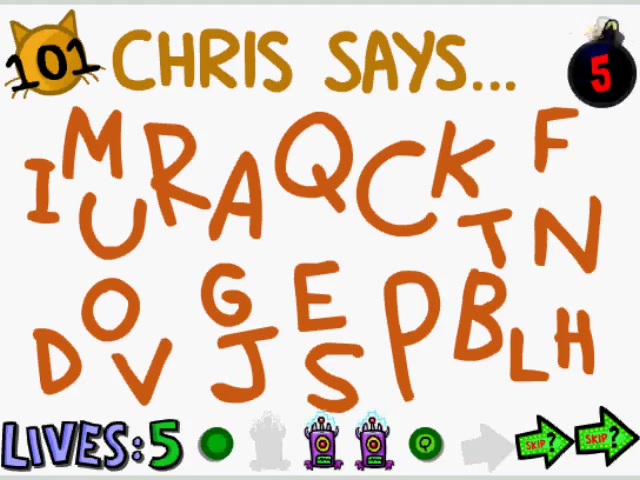 101 CHRIS SAYS... 5
I M U R A Q C K T F N
D O V G J E S P B L H
LIVES:5 SKIP? SKIP?